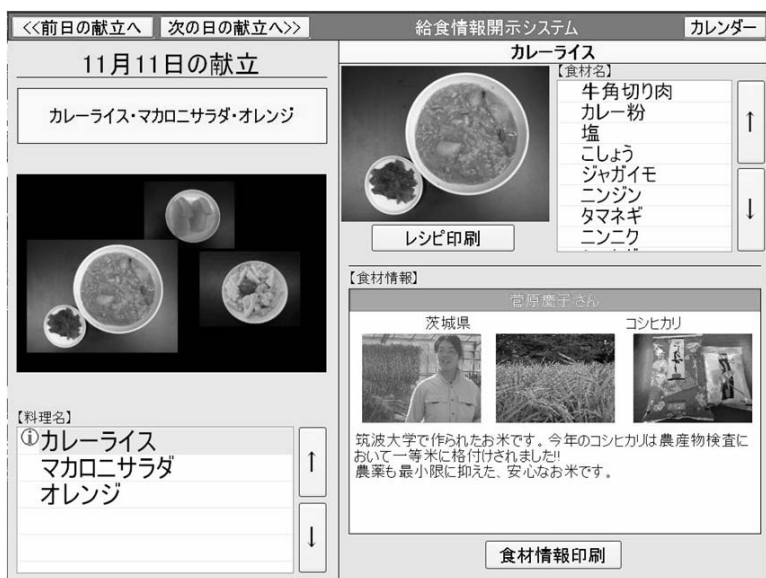 <<前日の献立へ
次の日の献立へ>>
給食情報開示システム
カレンダー
11月11日の献立
カレーライス・マカロニサラダ・オレンジ
【料理名】
カレーライス
マカロニサラダ
オレンジ
↑
↓
カレーライス
【食材名】
牛角切り肉
カレー粉
塩
こしょう
ジャガイモ
ニンジン
タマネギ
ニンニク
↑
↓
レシピ印刷
【食材情報】
菅原慶子さん
茨城県
コシヒカリ
筑波大学で作られたお米です。今年のコシヒカリは農産物検査に
おいて一等米に格付けされました!!
農薬も最小限に抑えた、安心なお米です。
食材情報印刷